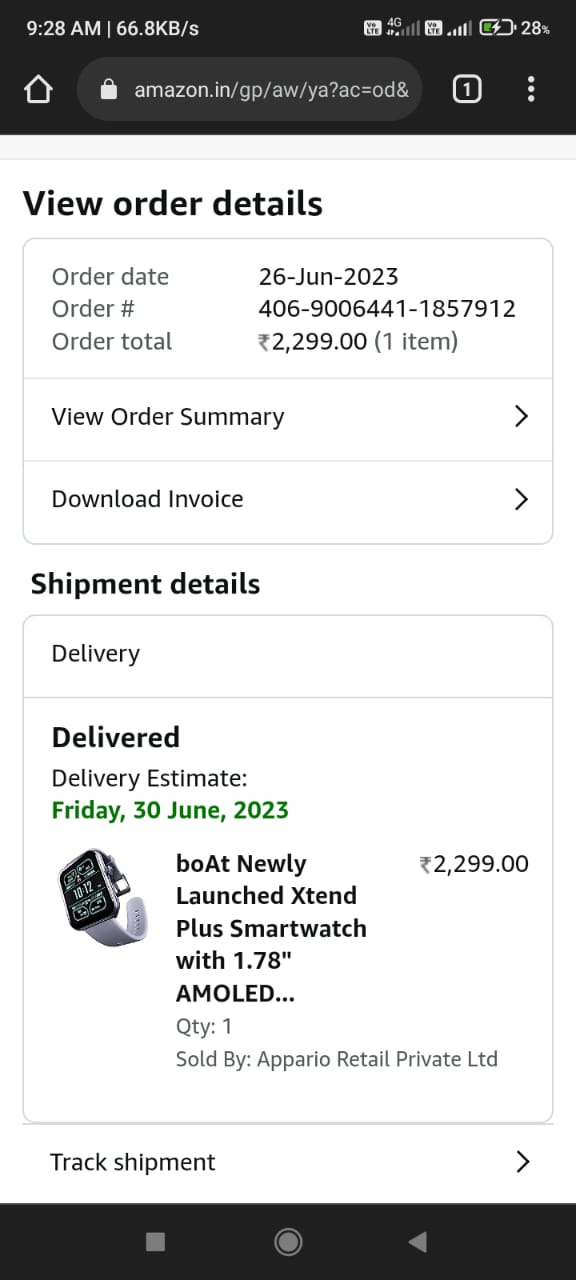 9:28 AM | 66.8KB/s
Vo LTE 4G Vo LTE 28%
amazon.in/gp/aw/ya?ac=od&
1
View order details
Order date 26-Jun-2023
Order # 406-9006441-1857912
Order total ₹2,299.00 (1 item)
View Order Summary
Download Invoice
Shipment details
Delivery
Delivered
Delivery Estimate:
Friday, 30 June, 2023
boAt Newly ₹2,299.00
Launched Xtend
Plus Smartwatch
with 1.78"
AMOLED...
Qty: 1
Sold By: Appario Retail Private Ltd
10:12
Track shipment